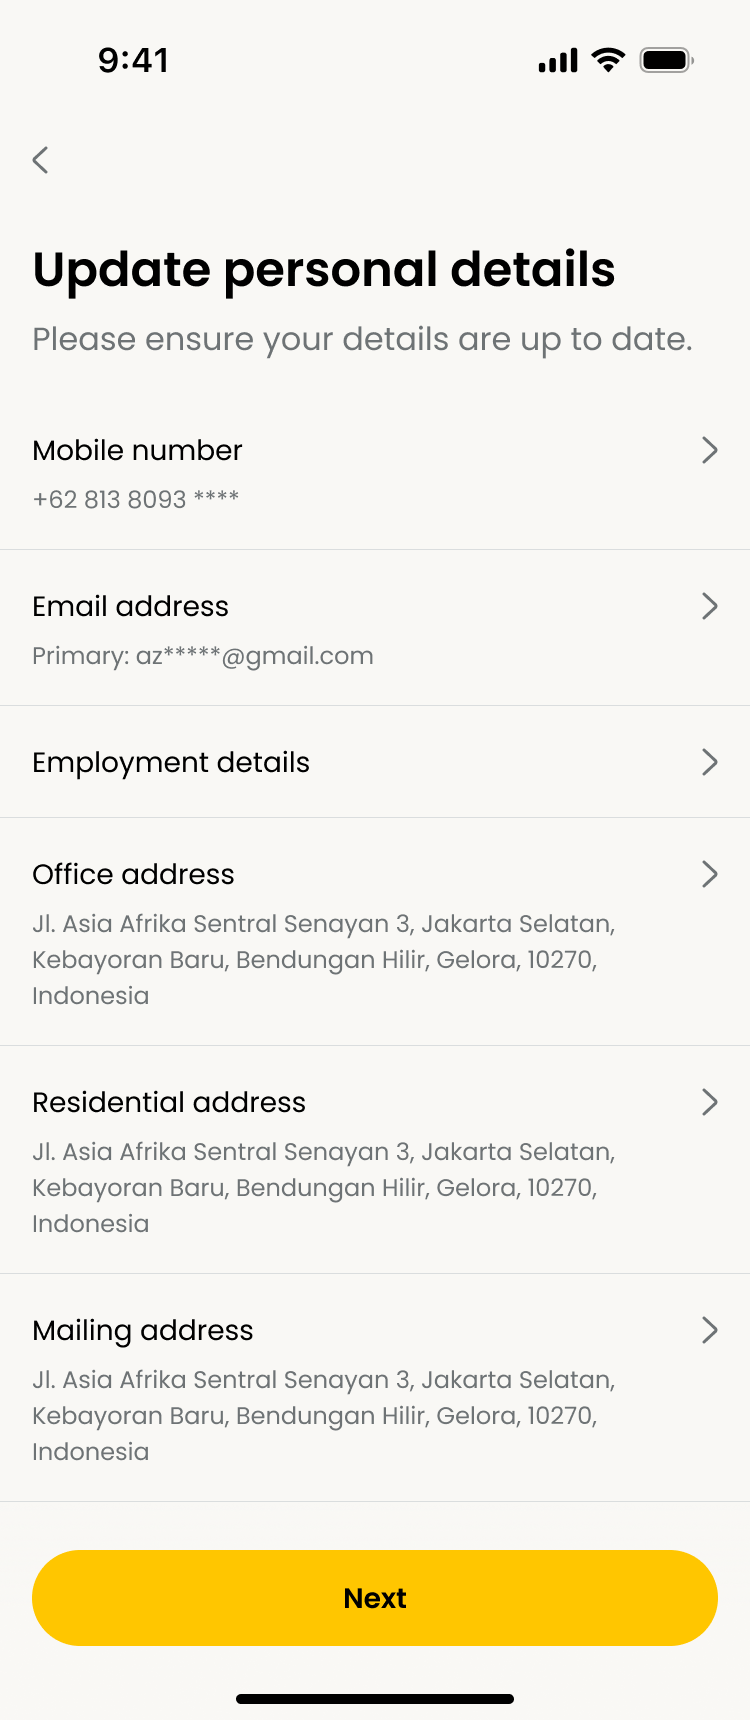 9:41
Update personal details
Please ensure your details are up to date.
Mobile number
+62 813 8093 ****
Email address
Primary: az*****@gmail.com
Employment details
Office address
Jl. Asia Afrika Sentral Senayan 3, Jakarta Selatan,
Kebayoran Baru, Bendungan Hilir, Gelora, 10270,
Indonesia
Residential address
Jl. Asia Afrika Sentral Senayan 3, Jakarta Selatan,
Kebayoran Baru, Bendungan Hilir, Gelora, 10270,
Indonesia
Mailing address
Jl. Asia Afrika Sentral Senayan 3, Jakarta Selatan,
Kebayoran Baru, Bendungan Hilir, Gelora, 10270,
Indonesia
Next